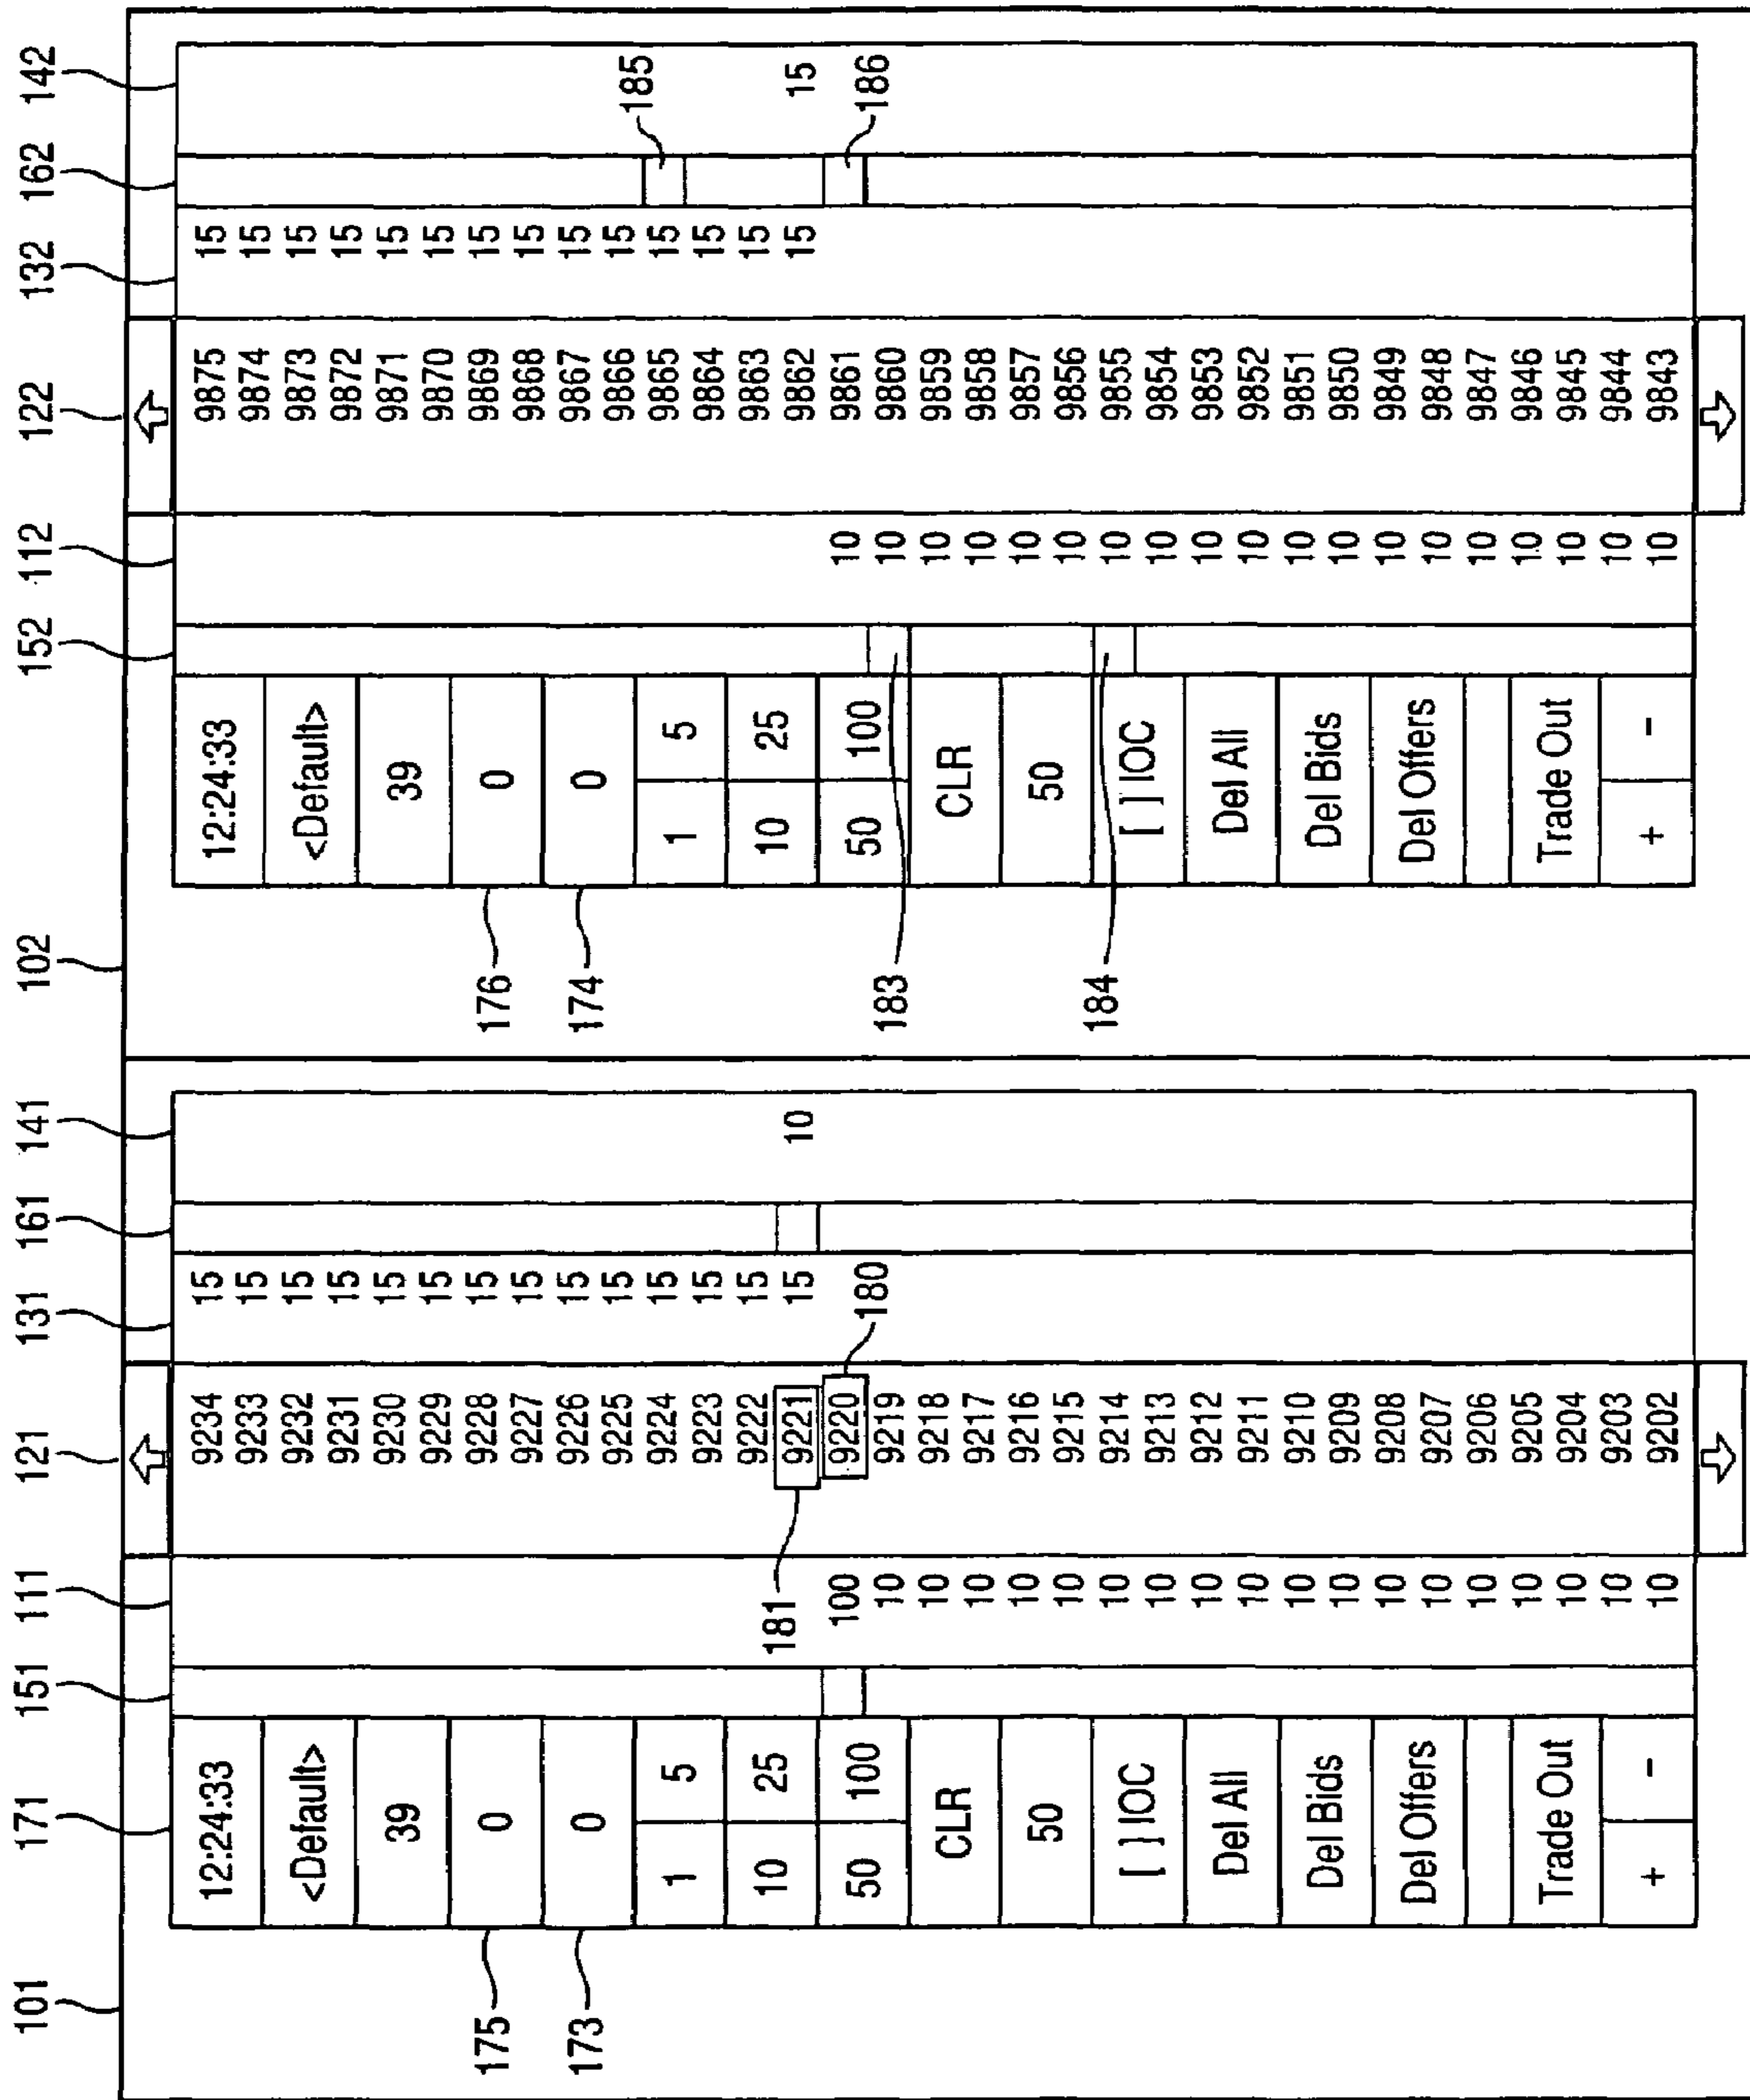 101 171 151 111 121 131 161 141 102 152 112 122 132 162 142
12:24:33 9234 15 12:24:33 9875 15
9233 15 9874 15
<Default> 9232 15 <Default> 9873 15
9231 15 9872 15
39 9230 15 39 9871 15
9229 15 9870 15
175 0 9228 15 176 0 9869 15
9227 15 9868 15
173 0 9226 15 174 0 9867 15
9225 15 9866 15 185
1 5 9224 15 1 5 9865 15
9223 15 9864 15
10 25 9222 15 10 25 9863 15
181 9221 15 10 9862 15 15
50 100 100 9220 180 50 100 10 9861
10 9219 183 10 9860 186
10 9218 10 9859
CLR 10 9217 CLR 10 9858
10 9216 10 9857
50 10 9215 50 10 9856
10 9214 184 10 9855
[ ] IOC 10 9213 [ ] IOC 10 9854
10 9212 10 9853
Del All 10 9211 Del All 10 9852
10 9210 10 9851
Del Bids 10 9209 Del Bids 10 9850
10 9208 10 9849
Del Offers 10 9207 Del Offers 10 9848
10 9206 10 9847
10 9205 10 9846
Trade Out 10 9204 Trade Out 10 9845
10 9203 10 9844
+ - 10 9202 + - 10 9843